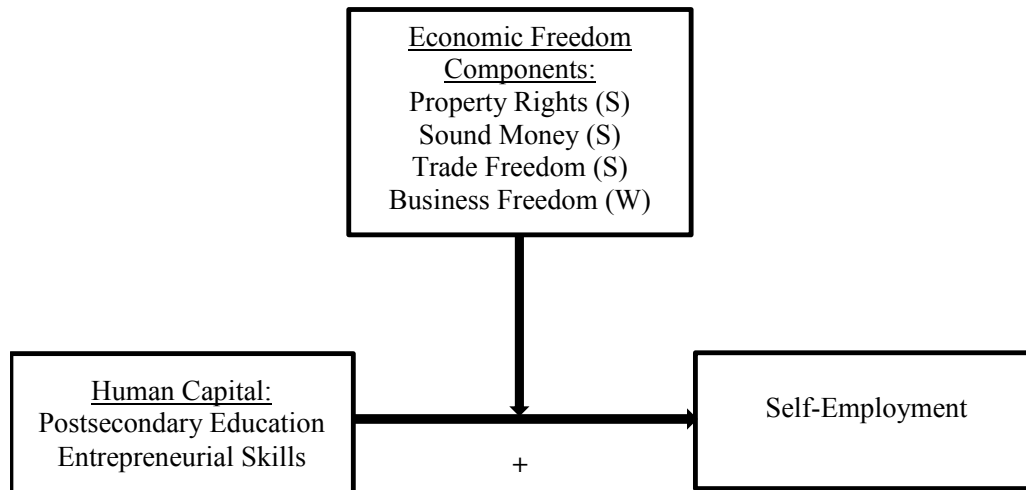 Economic Freedom
Components:
Property Rights (S)
Sound Money (S)
Trade Freedom (S)
Business Freedom (W)
Human Capital:
Postsecondary Education
Entrepreneurial Skills
+
Self-Employment